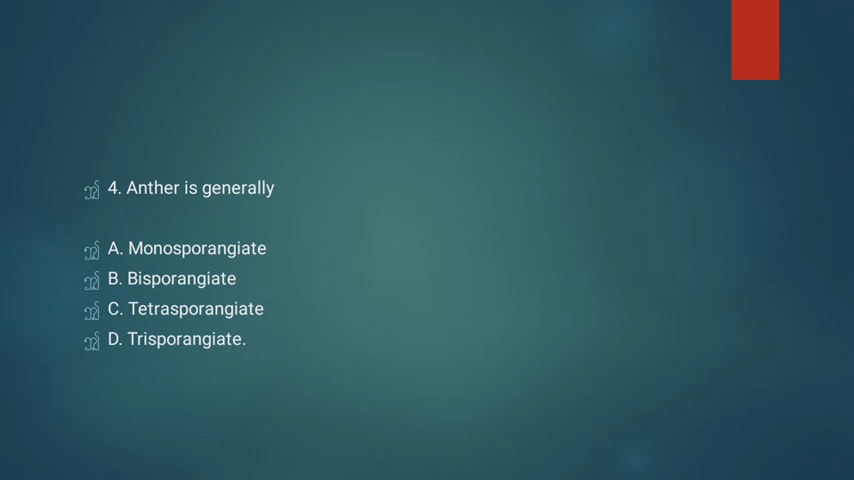 4. Anther is generally
A. Monosporangiate
B. Bisporangiate
C. Tetrasporangiate
D. Trisporangiate.